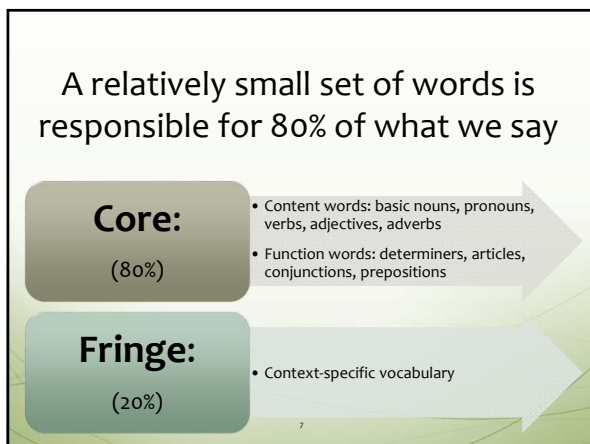 A relatively small set of words is
responsible for 80% of what we say
Core:
(80%)
• Content words: basic nouns, pronouns,
verbs, adjectives, adverbs
• Function words: determiners, articles,
conjunctions, prepositions
Fringe:
(20%)
• Context-specific vocabulary
7